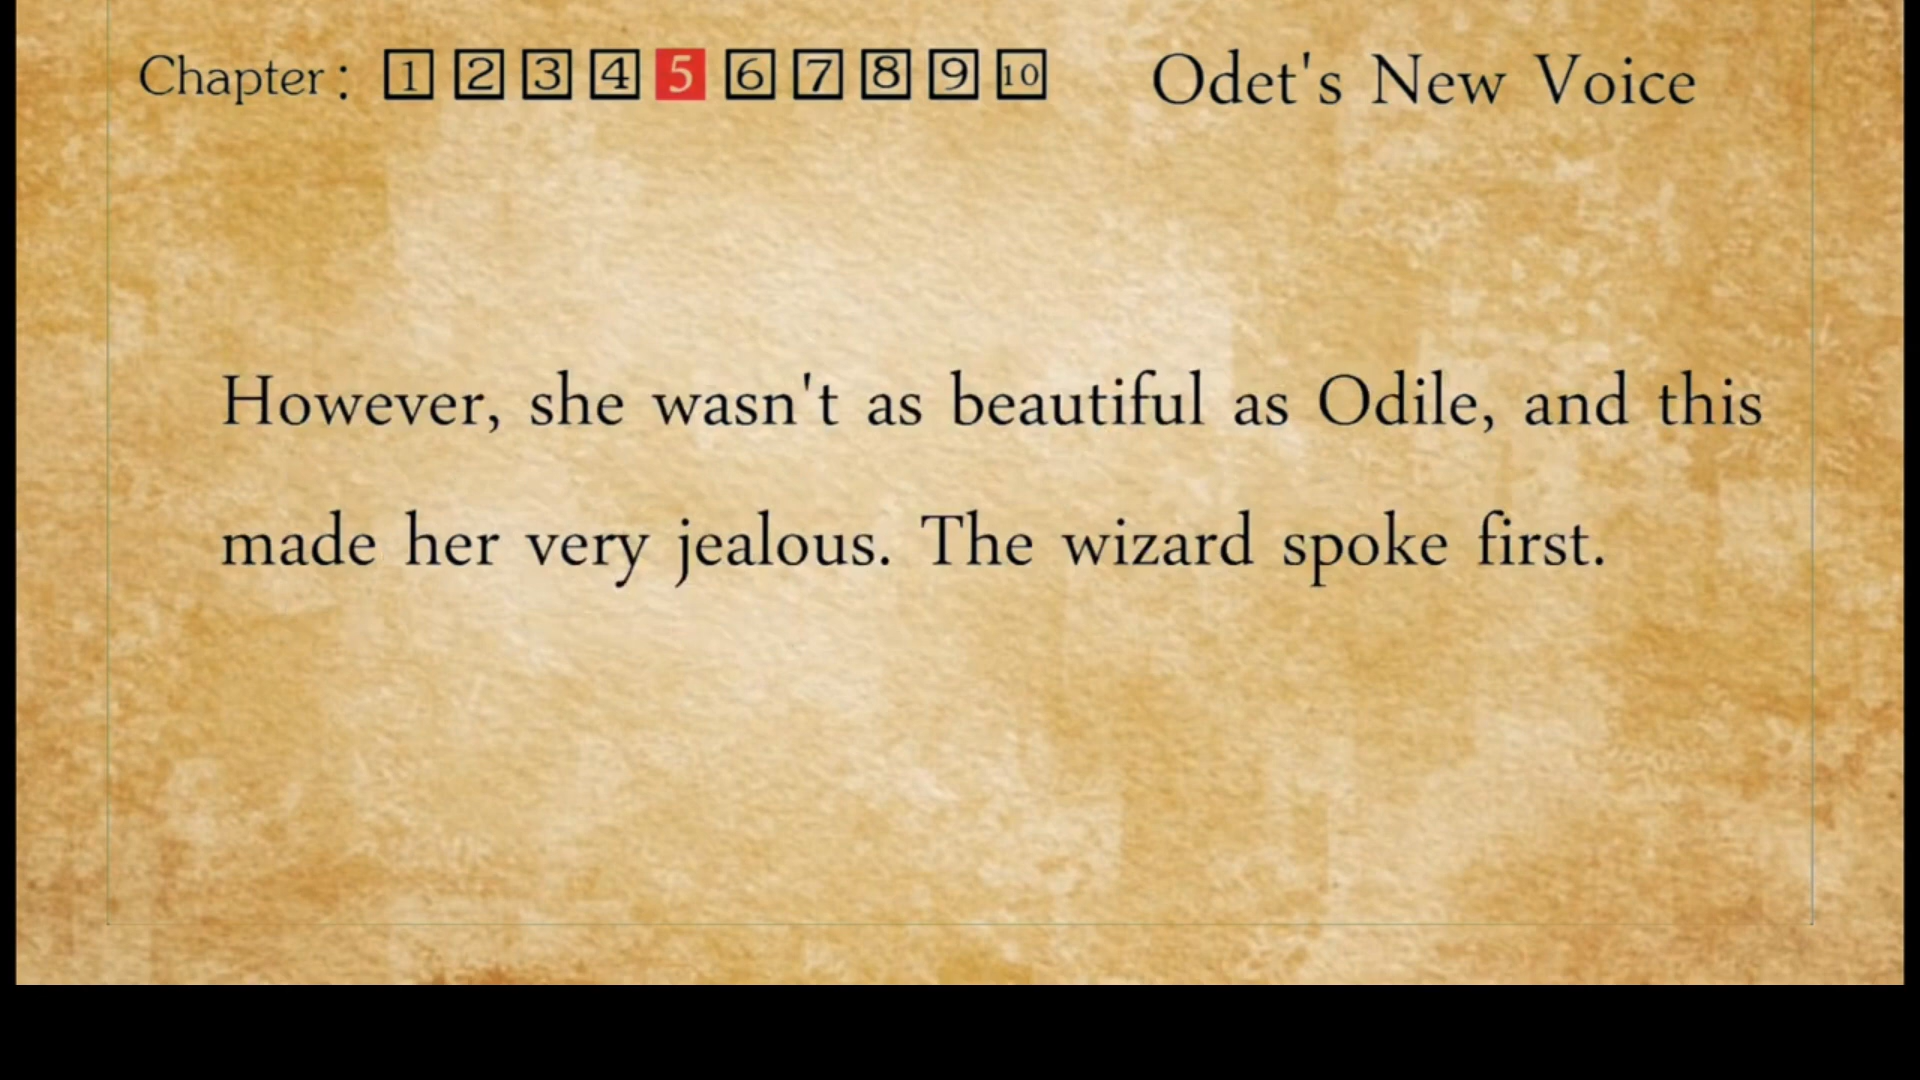 Chapter: 1 2 3 4 5 6 7 8 9 10 Odet's New Voice
However, she wasn't as beautiful as Odile, and this
made her very jealous. The wizard spoke first.